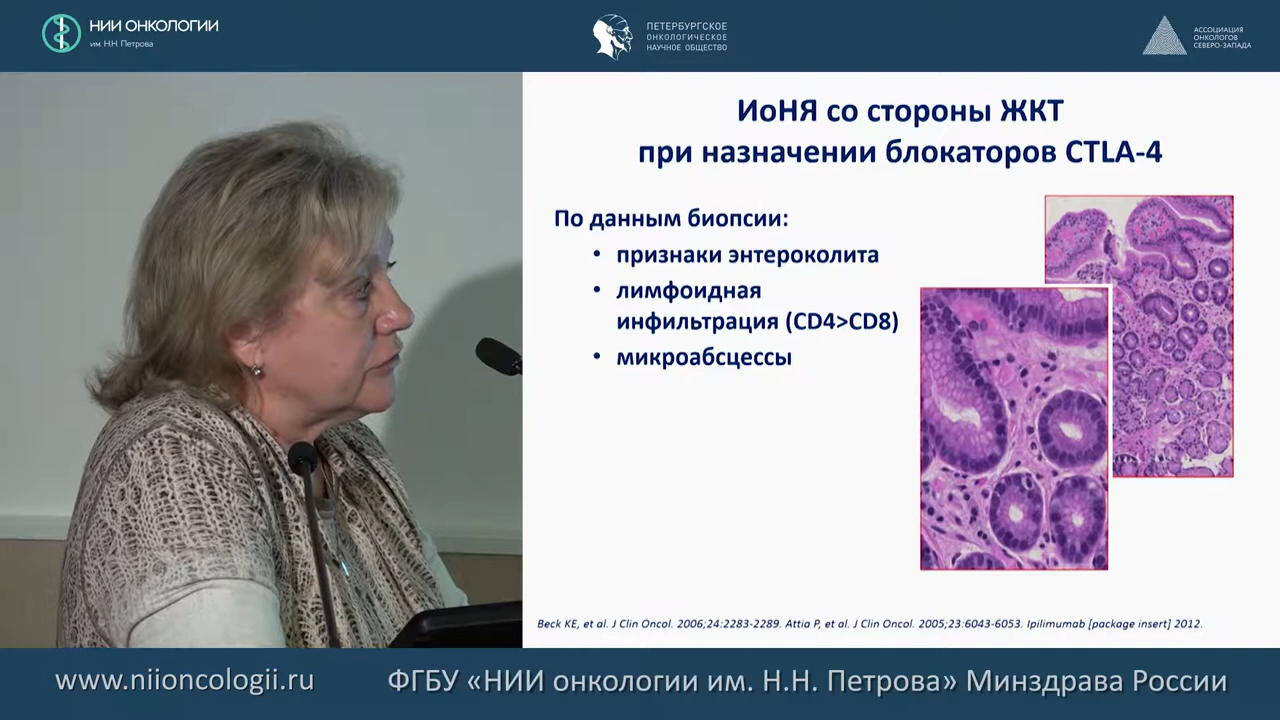 НИИ ОНКОЛОГИИ
им. Н.Н. Петрова
ПЕТЕРБУРГСКОЕ
ОНКОЛОГИЧЕСКОЕ
НАУЧНОЕ ОБЩЕСТВО
АССОЦИАЦИЯ
ОНКОЛОГОВ
СЕВЕРО-ЗАПАДА
ИоНЯ со стороны ЖКТ
при назначении блокаторов CTLA-4
По данным биопсии:
• признаки энтероколита
• лимфоидная
инфильтрация (CD4>CD8)
• микроабсцессы
Beck KE, et al. J Clin Oncol. 2006;24:2283-2289. Attia P, et al. J Clin Oncol. 2005;23:6043-6053. Ipilimumab [package insert] 2012.
www.niioncologii.ru
ФГБУ «НИИ онкологии им. Н.Н. Петрова» Минздрава России